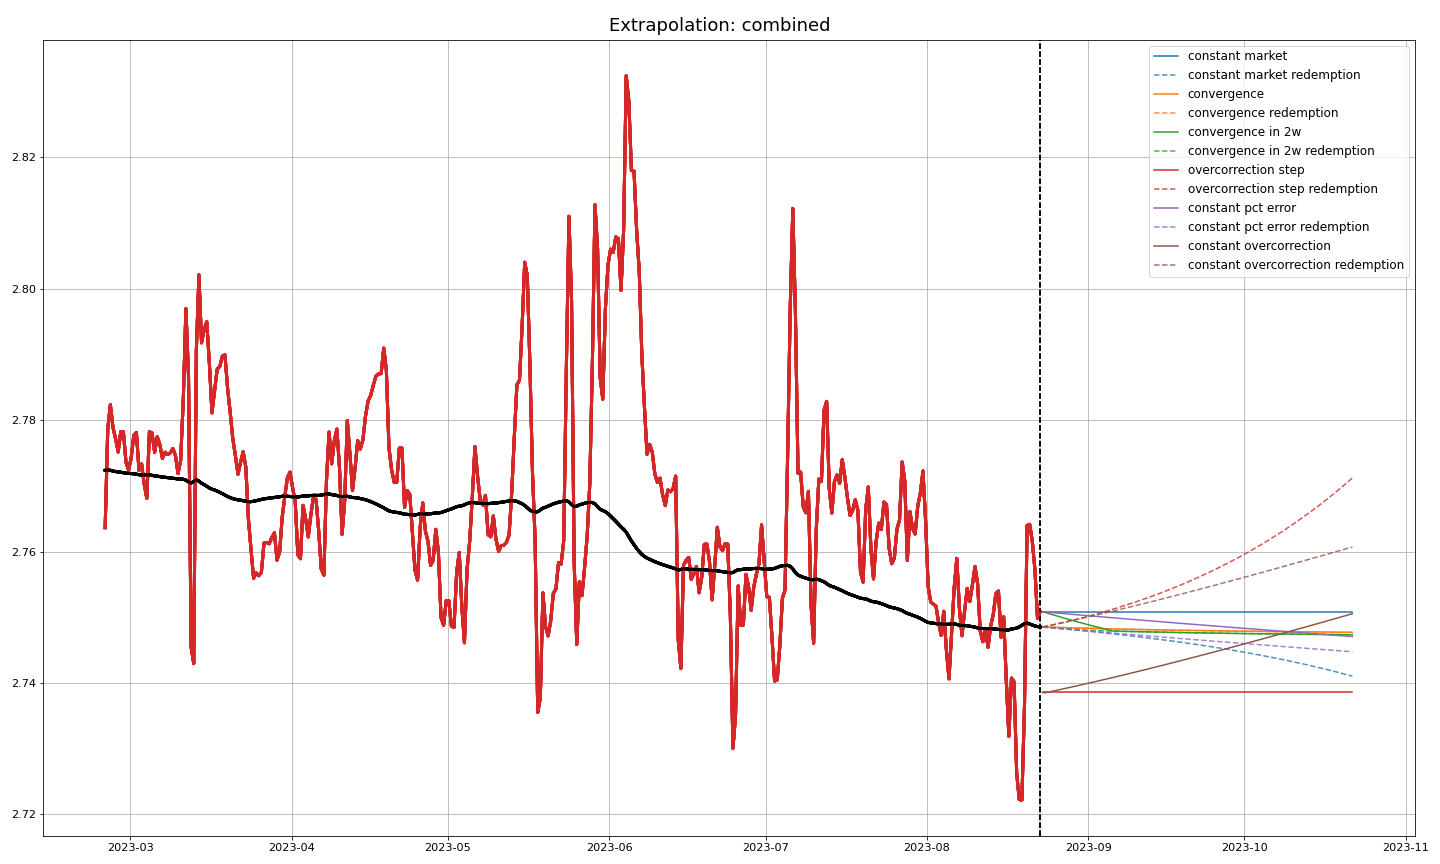 Extrapolation: combined
constant market
constant market redemption
convergence
convergence redemption
convergence in 2w
convergence in 2w redemption
overcorrection step
overcorrection step redemption
constant pct error
constant pct error redemption
constant overcorrection
constant overcorrection redemption
2.82
2.80
2.78
2.76
2.74
2.72
2023-03 2023-04 2023-05 2023-06 2023-07 2023-08 2023-09 2023-10 2023-11